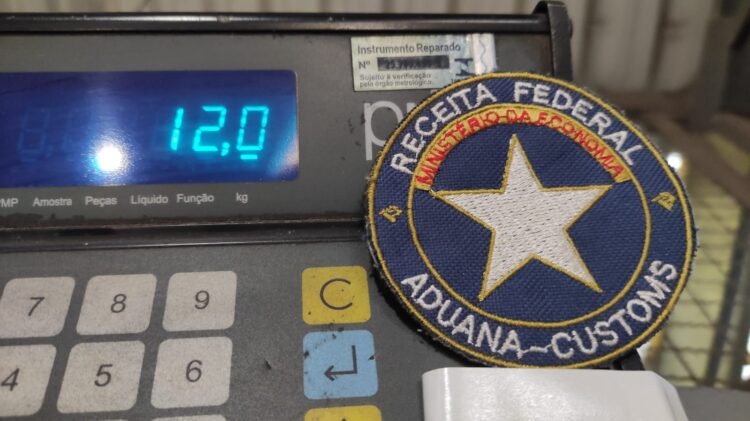 Instrumento Reparado
Nº
Sujeito à verificação
pelo órgão metrológico.
12,0
PMP Amostra Peças Líquido Função kg
RECEITA FEDERAL
MINISTÉRIO DA ECONOMIA
ADUANA—CUSTOMS
7 8 9 C
4 5 6 ↵